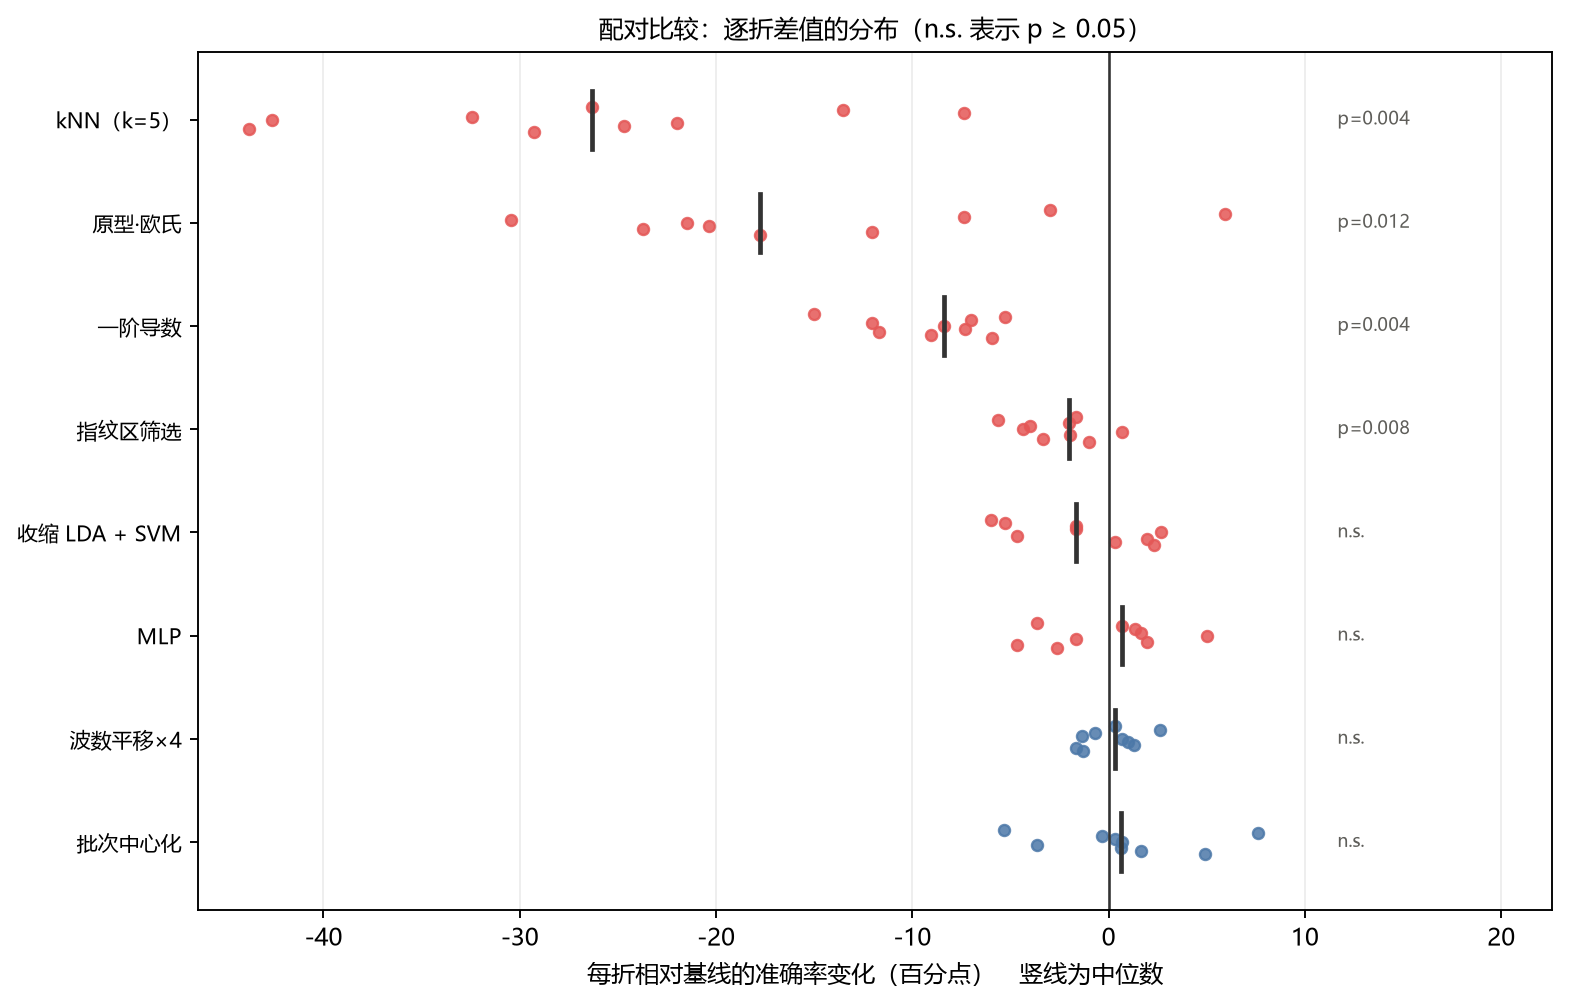 配对比较：逐折差值的分布（n.s. 表示 p ≥ 0.05）
kNN（k=5） p=0.004
原型·欧氏 p=0.012
一阶导数 p=0.004
指纹区筛选 p=0.008
收缩 LDA + SVM n.s.
MLP n.s.
波数平移×4 n.s.
批次中心化 n.s.
-40 -30 -20 -10 0 10 20
每折相对基线的准确率变化（百分点） 竖线为中位数